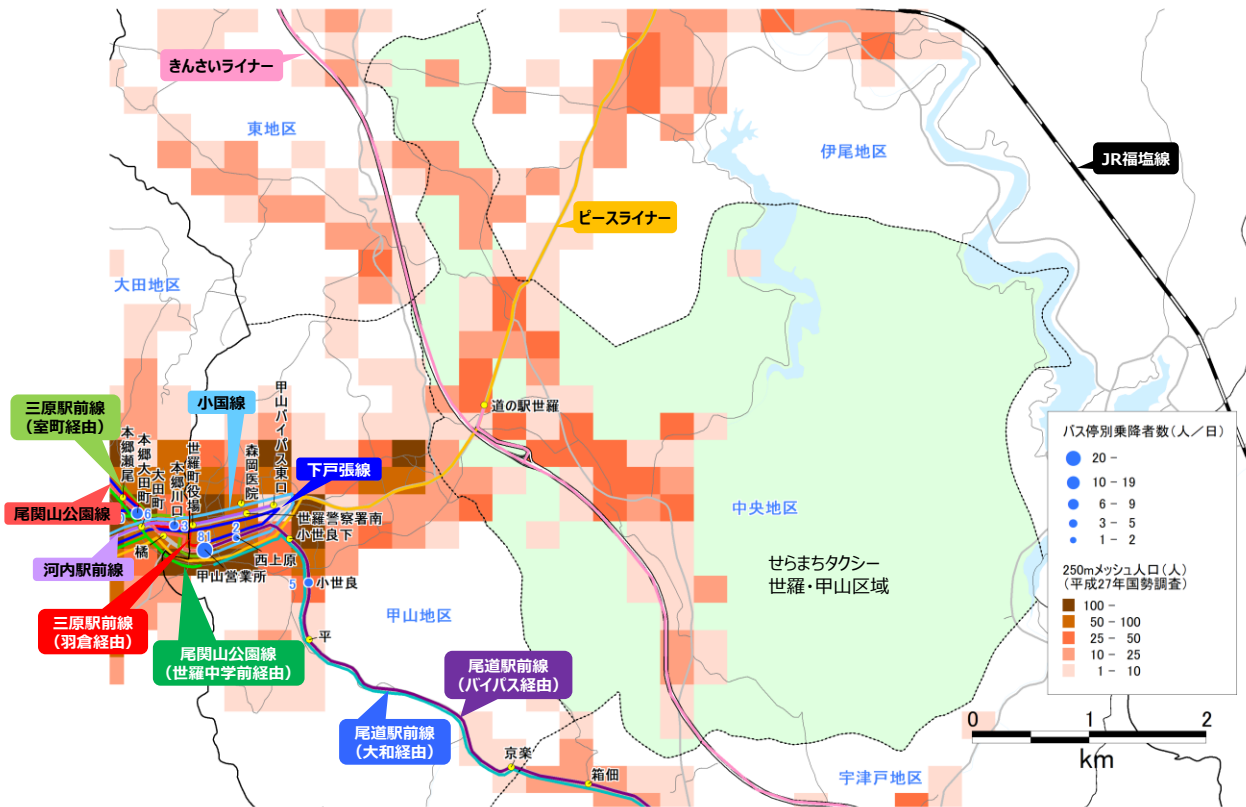 きんさいライナー
東地区
伊尾地区
JR福塩線
ピースライナー
大田地区
道の駅世羅
三原駅前線
(室町経由)
小国線
甲山バイパス東口
本郷瀬尾
本郷大田町
大田町
本郷川口
世羅町役場
森岡医院
下戸張線
尾関山公園線
河内駅前線
6
3
81
2
橘
甲山営業所
西上原
世羅警察署南
小世良下
5
小世良
三原駅前線
(羽倉経由)
尾関山公園線
(世羅中学前経由)
甲山地区
平
尾道駅前線
(バイパス経由)
尾道駅前線
(大和経由)
京楽
箱佃
中央地区
せらまちタクシー
世羅・甲山区域
宇津戸地区
バス停別乗降者数(人/日)
20 -
10 - 19
6 - 9
3 - 5
1 - 2
250mメッシュ人口(人)
(平成27年国勢調査)
100 -
50 - 100
25 - 50
10 - 25
1 - 10
0 1 2
km